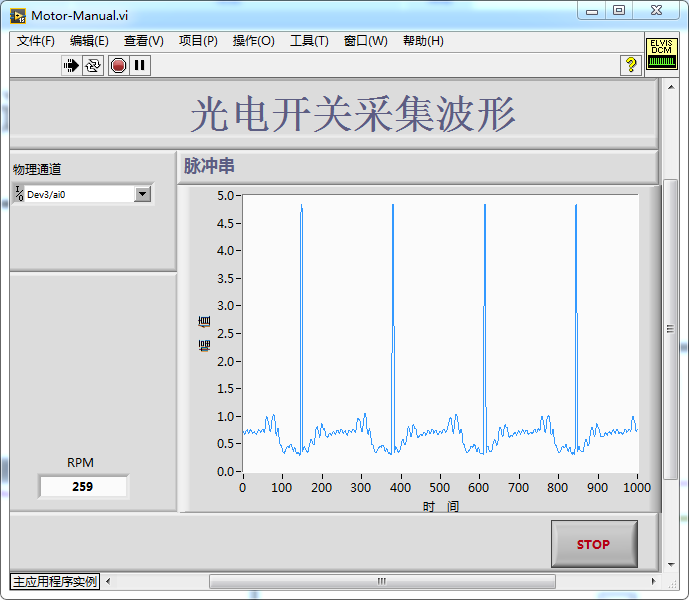 Motor-Manual.vi
文件(F) 编辑(E) 查看(V) 项目(P) 操作(O) 工具(T) 窗口(W) 帮助(H)
ELVIS
DCM
?
光电开关采集波形
物理通道
I/O Dev3/ai0
脉冲串
5.0
4.5
4.0
3.5
3.0
2.5
2.0
1.5
1.0
0.5
0.0
幅 值
0 100 200 300 400 500 600 700 800 900 1000
时 间
RPM
259
STOP
主应用程序实例